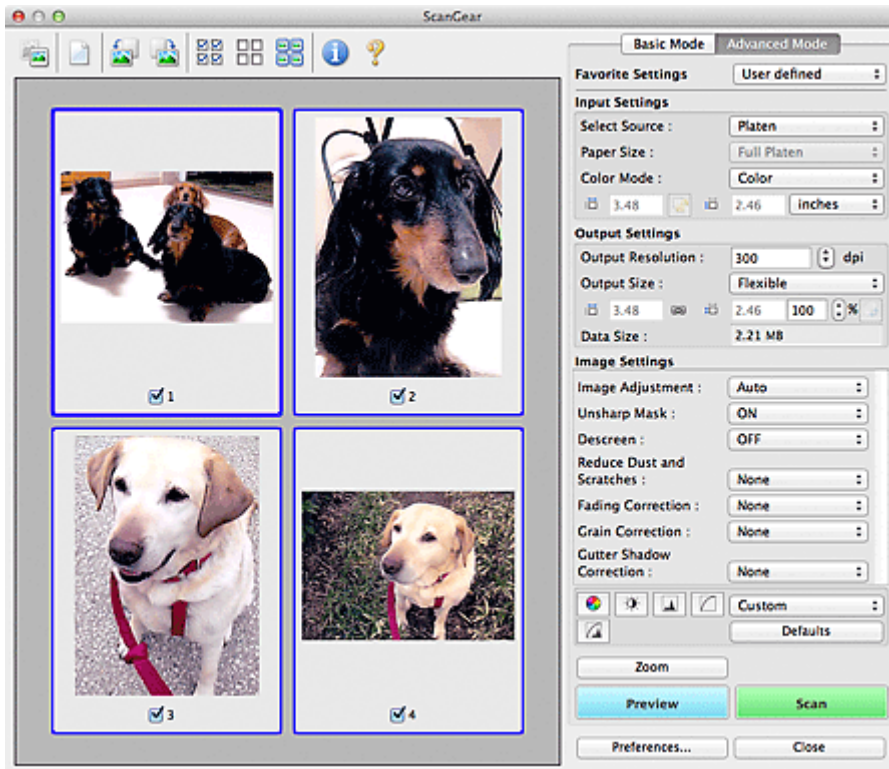 ScanGear
Basic Mode Advanced Mode
Favorite Settings User defined
Input Settings
Select Source : Platen
Paper Size : Full Platen
Color Mode : Color
3.48 2.46 inches
Output Settings
Output Resolution : 300 dpi
Output Size : Flexible
3.48 2.46 100 %
Data Size : 2.21 MB
Image Settings
Image Adjustment : Auto
Unsharp Mask : ON
Descreen : OFF
Reduce Dust and
Scratches : None
Fading Correction : None
Grain Correction : None
Gutter Shadow
Correction : None
Custom
Defaults
Zoom
Preview Scan
Preferences... Close
1
2
3
4